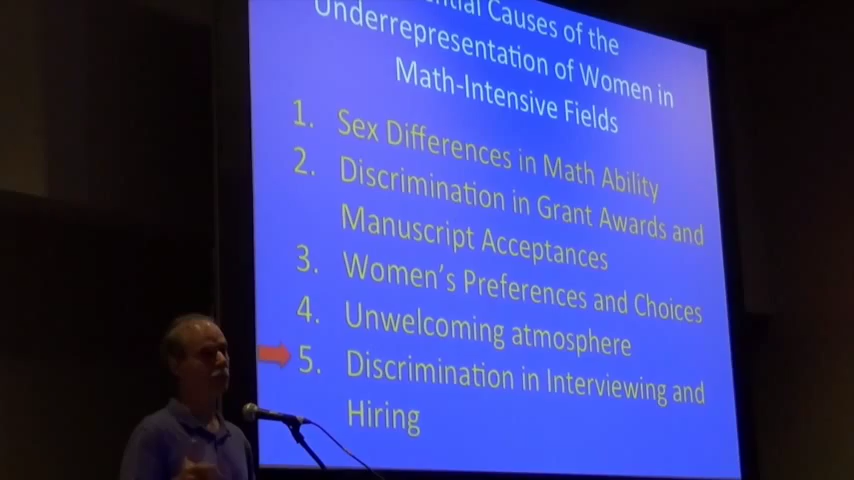 Causes of the
Underrepresentation of Women in
Math-Intensive Fields
1. Sex Differences in Math Ability
2. Discrimination in Grant Awards and
Manuscript Acceptances
3. Women's Preferences and Choices
4. Unwelcoming atmosphere
5. Discrimination in Interviewing and
Hiring